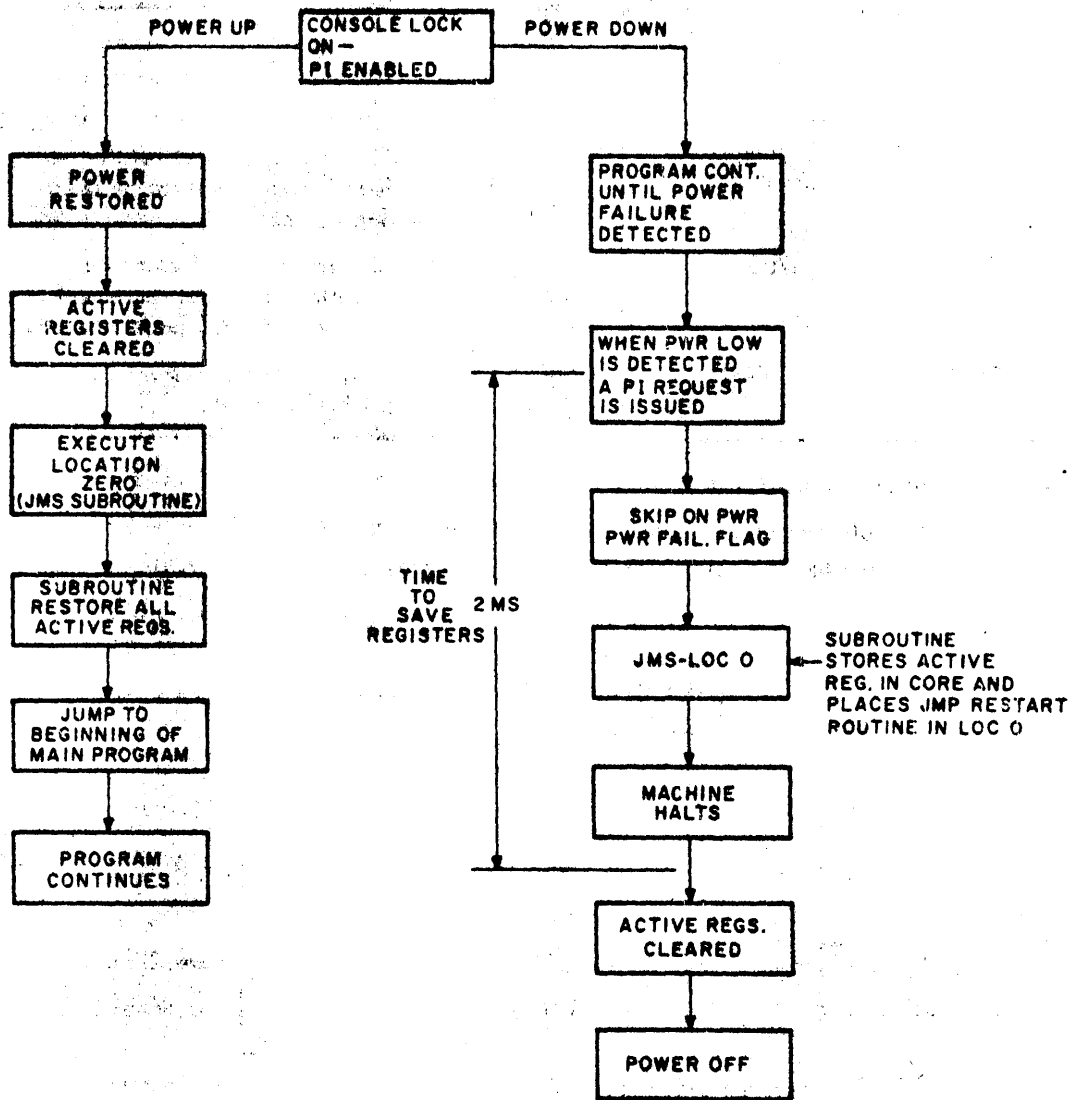 POWER UP
CONSOLE LOCK
ON—
PI ENABLED
POWER DOWN
POWER
RESTORED
ACTIVE
REGISTERS
CLEARED
EXECUTE
LOCATION
ZERO
(JMS SUBROUTINE)
SUBROUTINE
RESTORE ALL
ACTIVE REGS.
JUMP TO
BEGINNING OF
MAIN PROGRAM
PROGRAM
CONTINUES
PROGRAM CONT.
UNTIL POWER
FAILURE
DETECTED
WHEN PWR LOW
IS DETECTED
A PI REQUEST
IS ISSUED
SKIP ON PWR
PWR FAIL. FLAG
TIME
TO
SAVE
REGISTERS
2 MS
JMS-LOC 0
SUBROUTINE
STORES ACTIVE
REG. IN CORE AND
PLACES JMP RESTART
ROUTINE IN LOC 0
MACHINE
HALTS
ACTIVE REGS.
CLEARED
POWER OFF